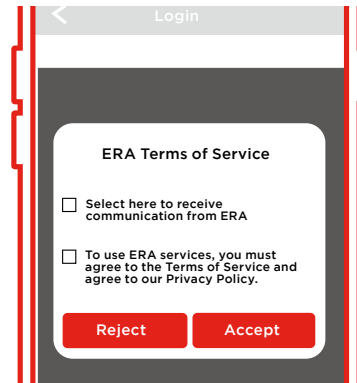 Login
ERA Terms of Service
Select here to receive
communication from ERA
To use ERA services, you must
agree to the Terms of Service and
agree to our Privacy Policy.
Reject
Accept